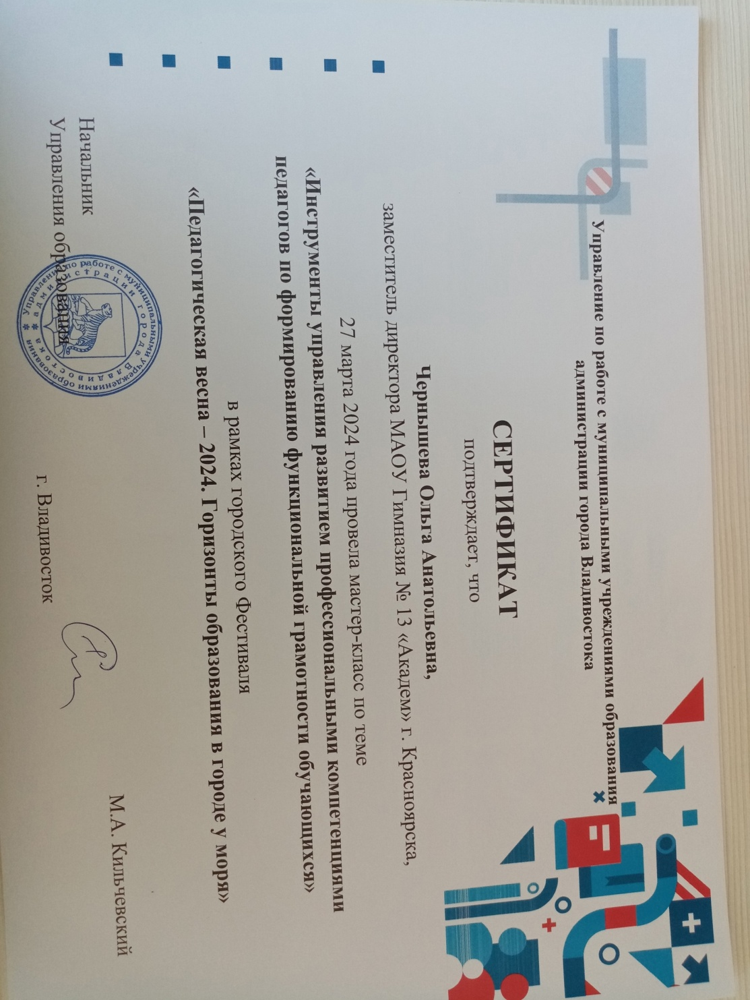 Управление по работе с муниципальными учреждениями образования
администрации города Владивостока
СЕРТИФИКАТ
подтверждает, что
Чернышева Ольга Анатольевна,
заместитель директора МАОУ Гимназия № 13 «Академ» г. Красноярска,
27 марта 2024 года провела мастер-класс по теме
«Инструменты управления развитием профессиональными компетенциями
педагогов по формированию функциональной грамотности обучающихся»
в рамках городского Фестиваля
«Педагогическая весна – 2024. Горизонты образования в городе у моря»
Начальник
Управления образования
М.А. Кильчевский
г. Владивосток
Управление по работе с муниципальными учреждениями образования
администрации города Владивостока